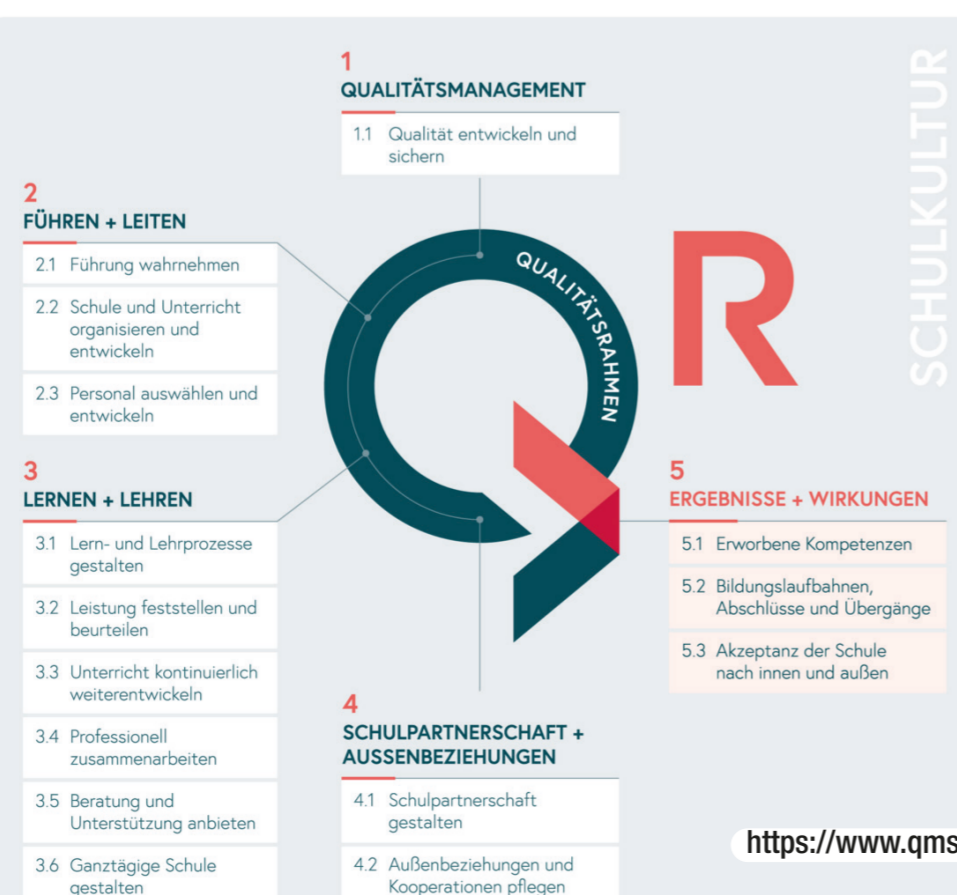 1
QUALITÄTSMANAGEMENT
1.1 Qualität entwickeln und
sichern
2
FÜHREN + LEITEN
2.1 Führung wahrnehmen
2.2 Schule und Unterricht
organisieren und
entwickeln
2.3 Personal auswählen und
entwickeln
3
LERNEN + LEHREN
3.1 Lern- und Lehrprozesse
gestalten
3.2 Leistung feststellen und
beurteilen
3.3 Unterricht kontinuierlich
weiterentwickeln
3.4 Professionell
zusammenarbeiten
3.5 Beratung und
Unterstützung anbieten
3.6 Ganztägige Schule
gestalten
QUALITÄTSRAHMEN
R
4
SCHULPARTNERSCHAFT +
AUSSENBEZIEHUNGEN
4.1 Schulpartnerschaft
gestalten
4.2 Außenbeziehungen und
Kooperationen pflegen
5
ERGEBNISSE + WIRKUNGEN
5.1 Erworbene Kompetenzen
5.2 Bildungslaufbahnen,
Abschlüsse und Übergänge
5.3 Akzeptanz der Schule
nach innen und außen
SCHULKULTUR
https://www.qms